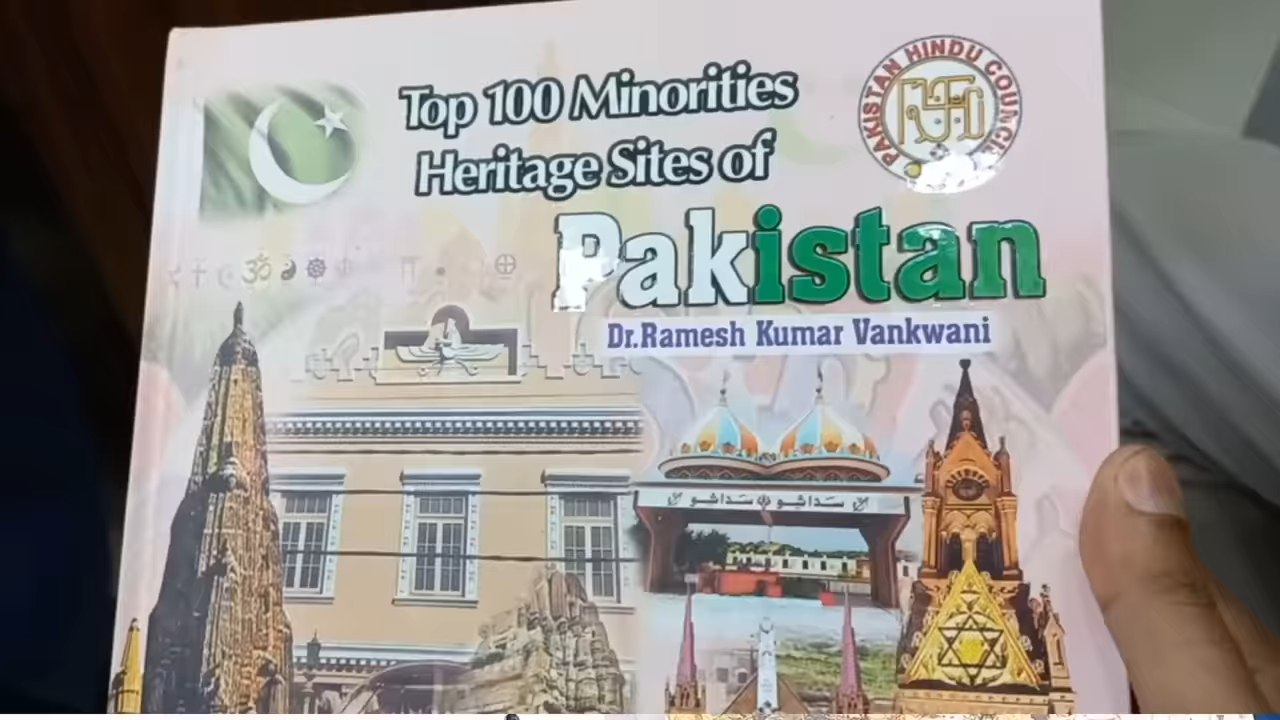 Top 100 Minorities
Heritage Sites of
Pakistan
Dr.Ramesh Kumar Vankwani
PAKISTAN HINDU COUNCIL
ॐ
سداشو ॐ سداشو